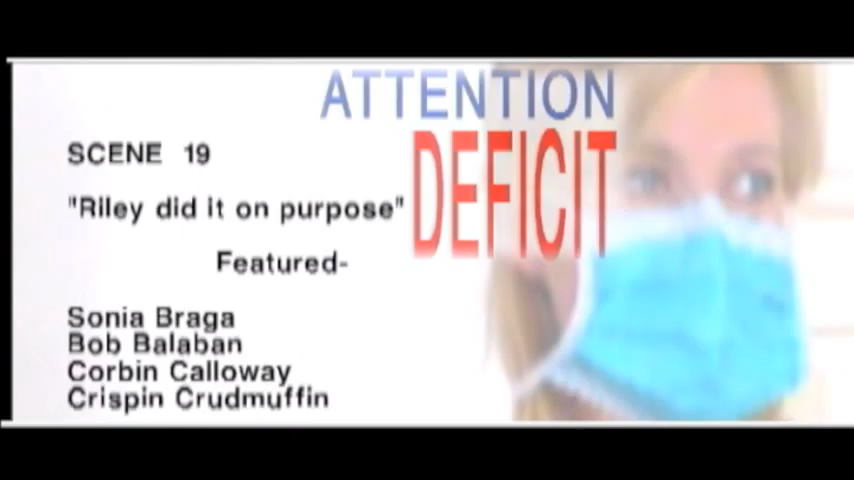 ATTENTION
DEFICIT
SCENE 19
"Riley did it on purpose"
Featured-
Sonia Braga
Bob Balaban
Corbin Calloway
Crispin Crudmuffin